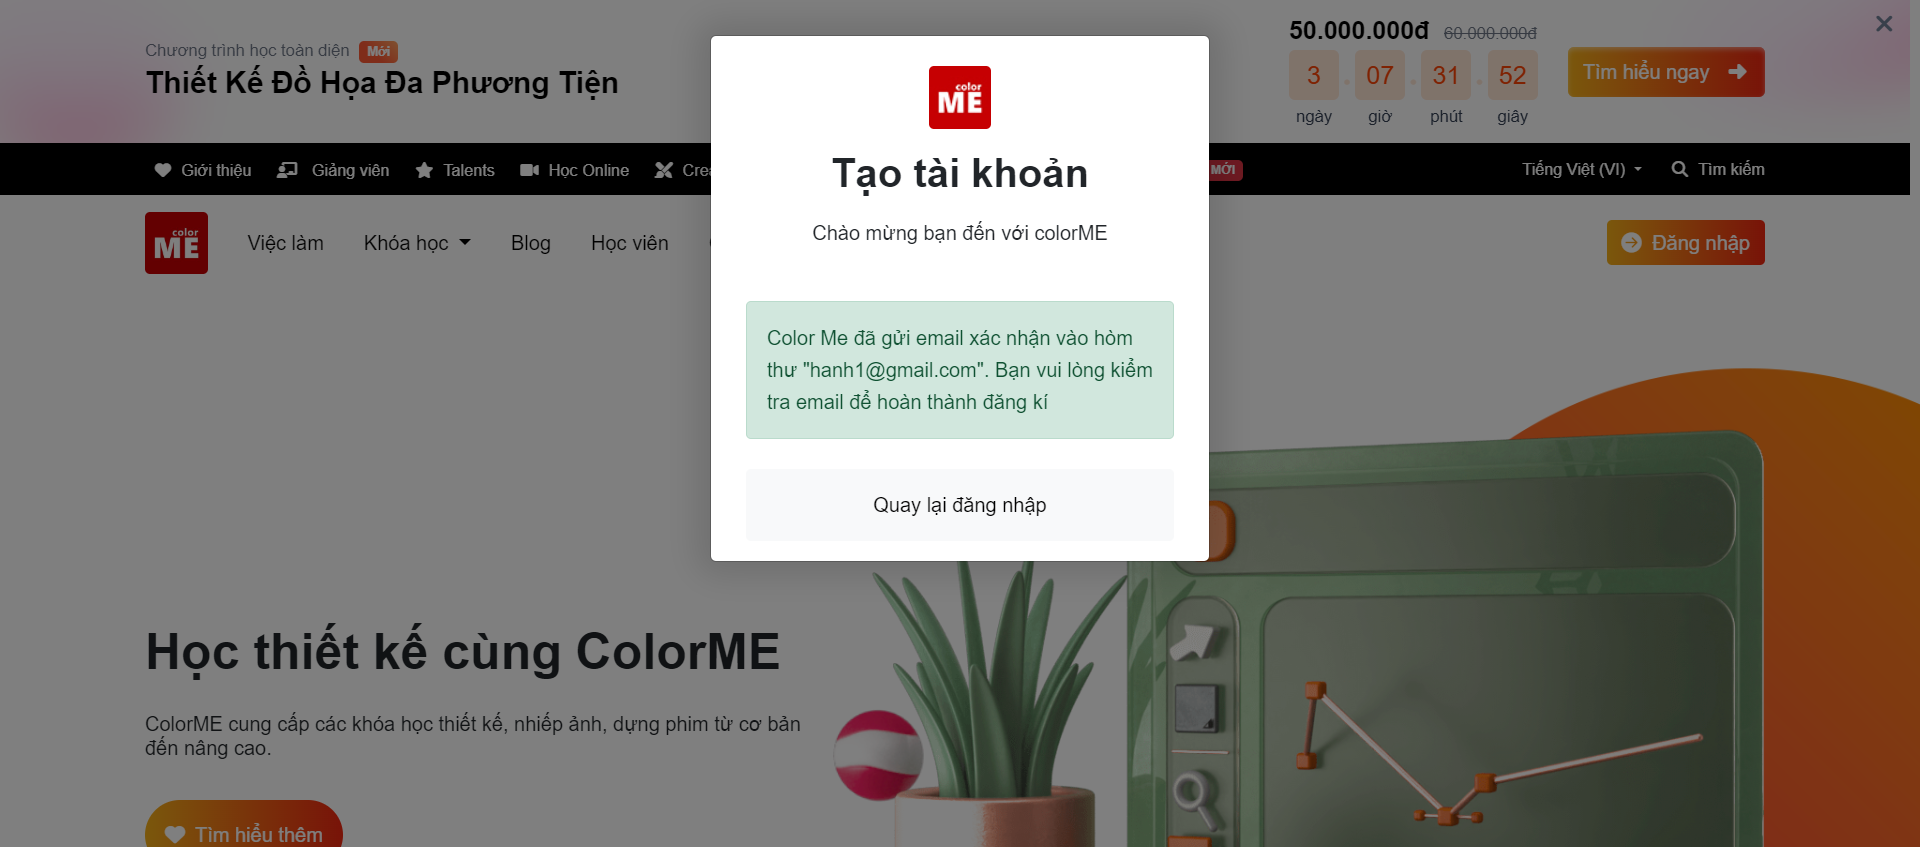 Chương trình học toàn diện Mới
Thiết Kế Đồ Họa Đa Phương Tiện
50.000.000đ 60.000.000đ
3 07 31 52
ngày giờ phút giây
Tìm hiểu ngay
Giới thiệu Giảng viên Talents Học Online Crea
MỚI
Tiếng Việt (VI) Tìm kiếm
color
ME
Việc làm Khóa học Blog Học viên
Đăng nhập
color
ME
Tạo tài khoản
Chào mừng bạn đến với colorME
Color Me đã gửi email xác nhận vào hòm
thư "hanh1@gmail.com". Bạn vui lòng kiểm
tra email để hoàn thành đăng kí
Quay lại đăng nhập
Học thiết kế cùng ColorME
ColorME cung cấp các khóa học thiết kế, nhiếp ảnh, dựng phim từ cơ bản
đến nâng cao.
Tìm hiểu thêm